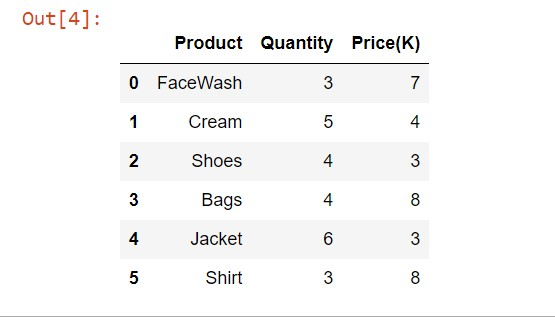 Out[4]:
Product Quantity Price(K)
0 FaceWash 3 7
1 Cream 5 4
2 Shoes 4 3
3 Bags 4 8
4 Jacket 6 3
5 Shirt 3 8